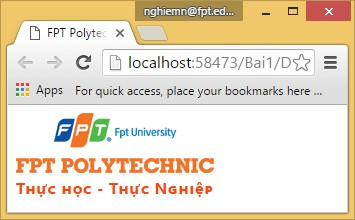 nghiemn@fpt.ed...
FPT Polytec
localhost:58473/Bai1/D
Apps For quick access, place your bookmarks here ...
FPT Fpt University
FPT POLYTECHNIC
Thực học - Thực Nghiệp